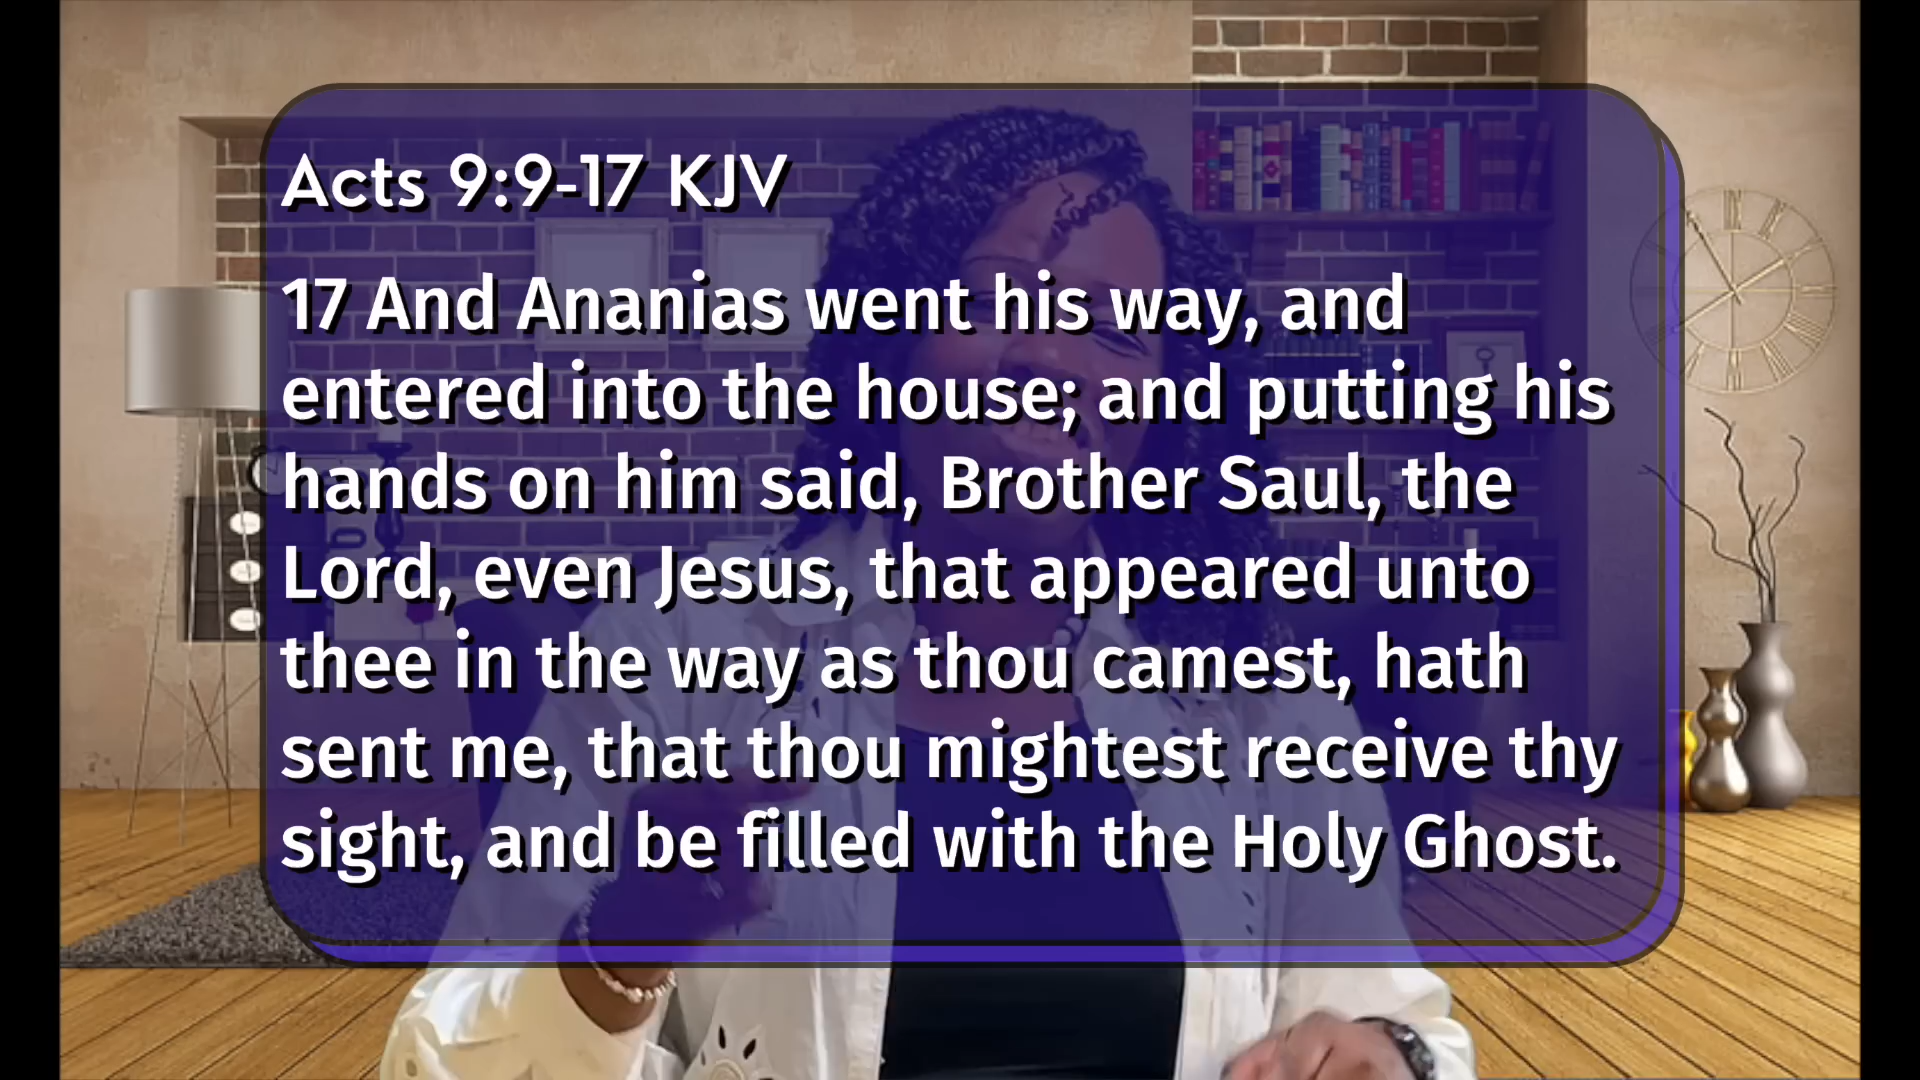 Acts 9:9-17 KJV
17 And Ananias went his way, and
entered into the house; and putting his
hands on him said, Brother Saul, the
Lord, even Jesus, that appeared unto
thee in the way as thou camest, hath
sent me, that thou mightest receive thy
sight, and be filled with the Holy Ghost.